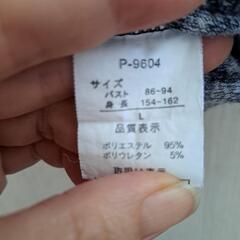 P-9604
サイズ
バスト 86-94
身長 154-162
L
品質表示
ポリエステル 95%
ポリウレタン 5%